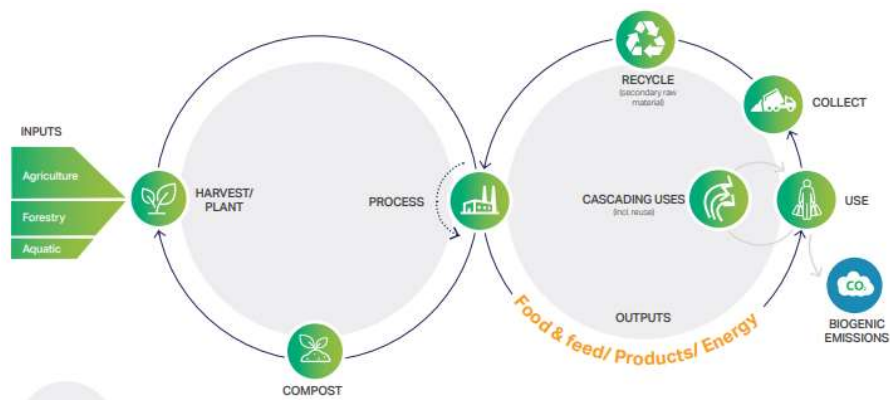 INPUTS
Agriculture
Forestry
Aquatic
HARVEST/
PLANT
COMPOST
PROCESS
RECYCLE
(secondary raw
material)
COLLECT
CASCADING USES
(incl. reuse)
USE
CO₂
BIOGENIC
EMISSIONS
OUTPUTS
Food & feed/ Products/ Energy